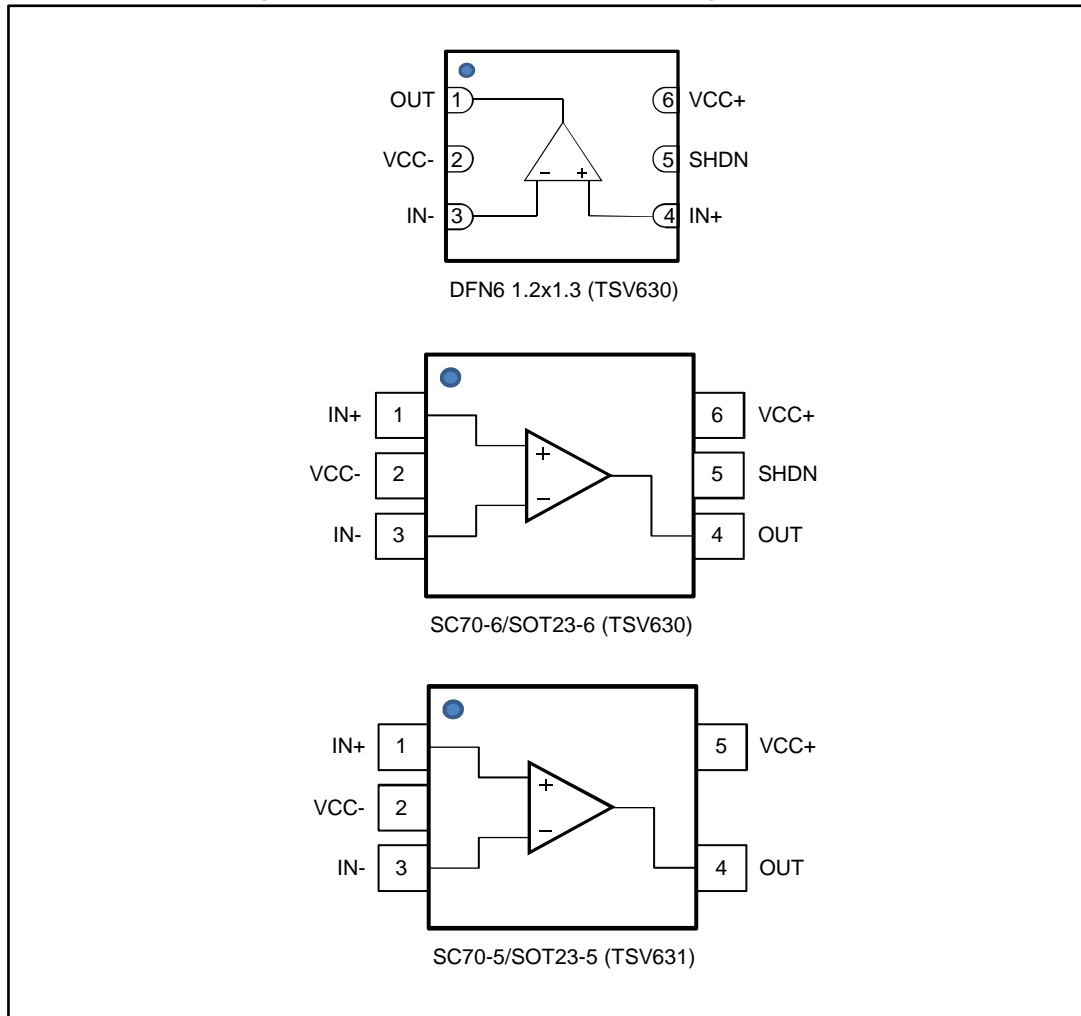 OUT 1 6 VCC+
VCC- 2 5 SHDN
- +
IN- 3 4 IN+
DFN6 1.2x1.3 (TSV630)
IN+ 1 6 VCC+
+
VCC- 2 5 SHDN
-
IN- 3 4 OUT
SC70-6/SOT23-6 (TSV630)
IN+ 1 5 VCC+
+
VCC- 2
-
IN- 3 4 OUT
SC70-5/SOT23-5 (TSV631)